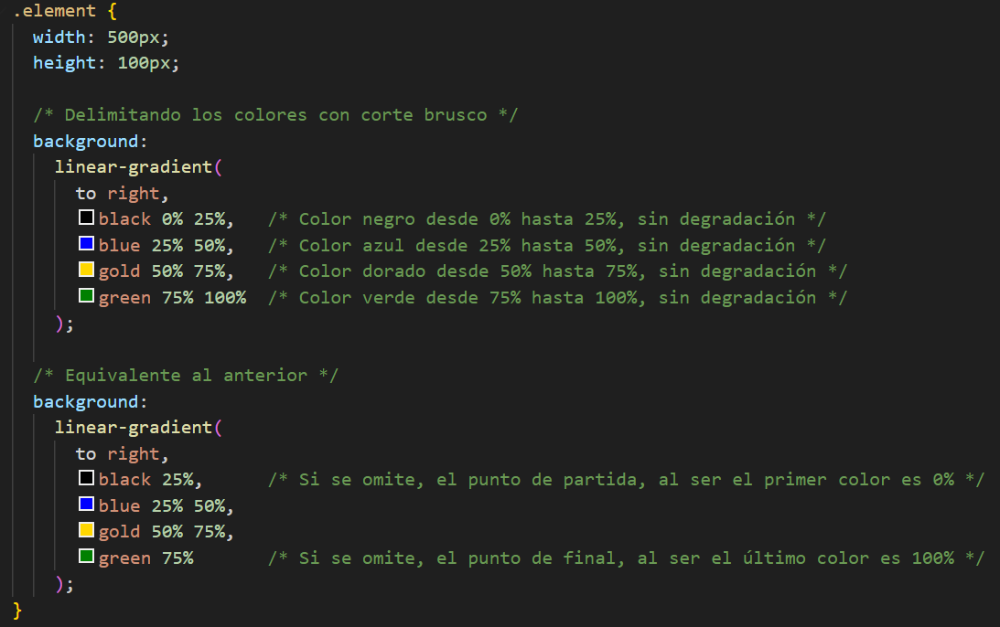 .element {
  width: 500px;
  height: 100px;

  /* Delimitando los colores con corte brusco */
  background:
    linear-gradient(
      to right,
      black 0% 25%,   /* Color negro desde 0% hasta 25%, sin degradación */
      blue 25% 50%,   /* Color azul desde 25% hasta 50%, sin degradación */
      gold 50% 75%,   /* Color dorado desde 50% hasta 75%, sin degradación */
      green 75% 100%  /* Color verde desde 75% hasta 100%, sin degradación */
    );

  /* Equivalente al anterior */
  background:
    linear-gradient(
      to right,
      black 25%,      /* Si se omite, el punto de partida, al ser el primer color es 0% */
      blue 25% 50%,
      gold 50% 75%,
      green 75%       /* Si se omite, el punto de final, al ser el último color es 100% */
    );
}